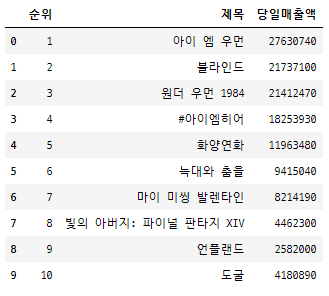 순위 제목 당일매출액
0 1 아이 엠 우먼 27630740
1 2 블라인드 21737100
2 3 원더 우먼 1984 21412470
3 4 #아이엠히어 18253930
4 5 화양연화 11963480
5 6 늑대와 춤을 9415040
6 7 마이 미씽 발렌타인 8214190
7 8 빛의 아버지: 파이널 판타지 XIV 4462300
8 9 언플랜드 2582000
9 10 도굴 4180890